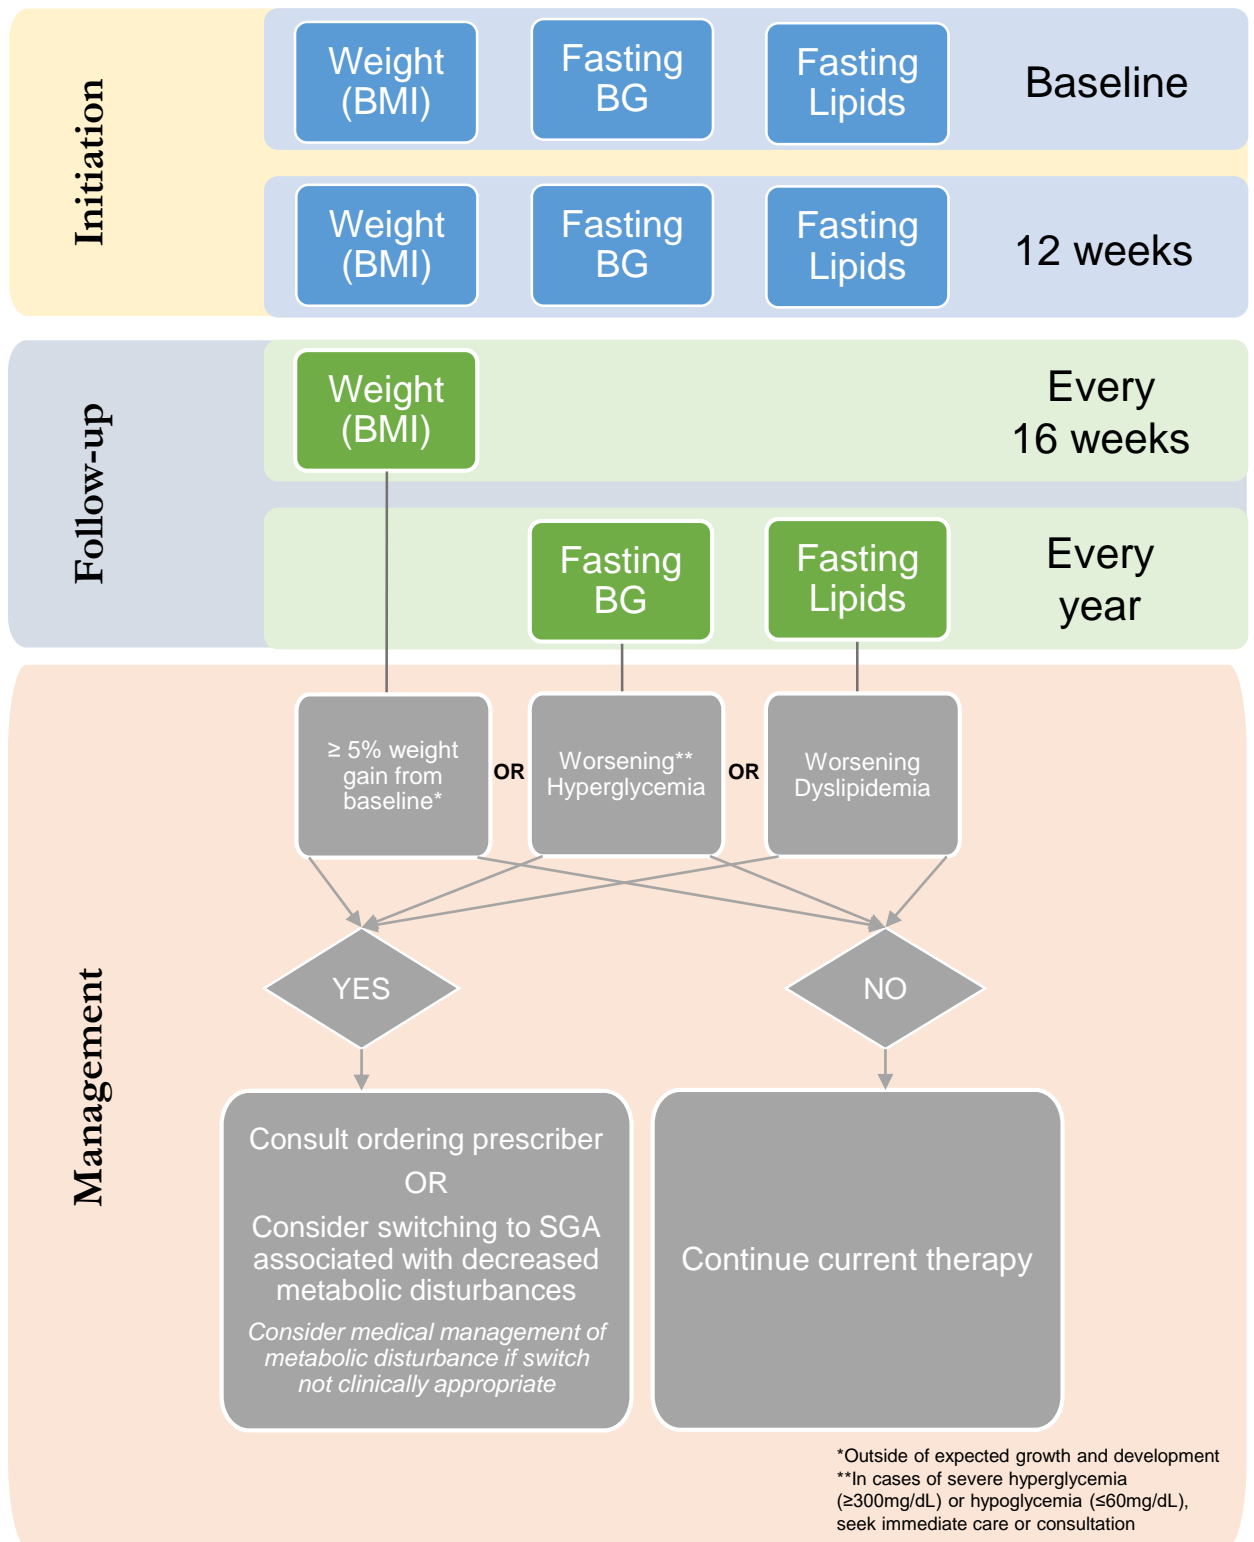 Initiation
Weight
(BMI)
Fasting
BG
Fasting
Lipids
Baseline
Weight
(BMI)
Fasting
BG
Fasting
Lipids
12 weeks
Follow-up
Weight
(BMI)
Every
16 weeks
Fasting
BG
Fasting
Lipids
Every
year
Management
≥ 5% weight
gain from
baseline*
OR
Worsening**
Hyperglycemia
OR
Worsening
Dyslipidemia
YES
NO
Consult ordering prescriber
OR
Consider switching to SGA
associated with decreased
metabolic disturbances
Consider medical management of
metabolic disturbance if switch
not clinically appropriate
Continue current therapy
*Outside of expected growth and development
**In cases of severe hyperglycemia
(≥300mg/dL) or hypoglycemia (≤60mg/dL),
seek immediate care or consultation